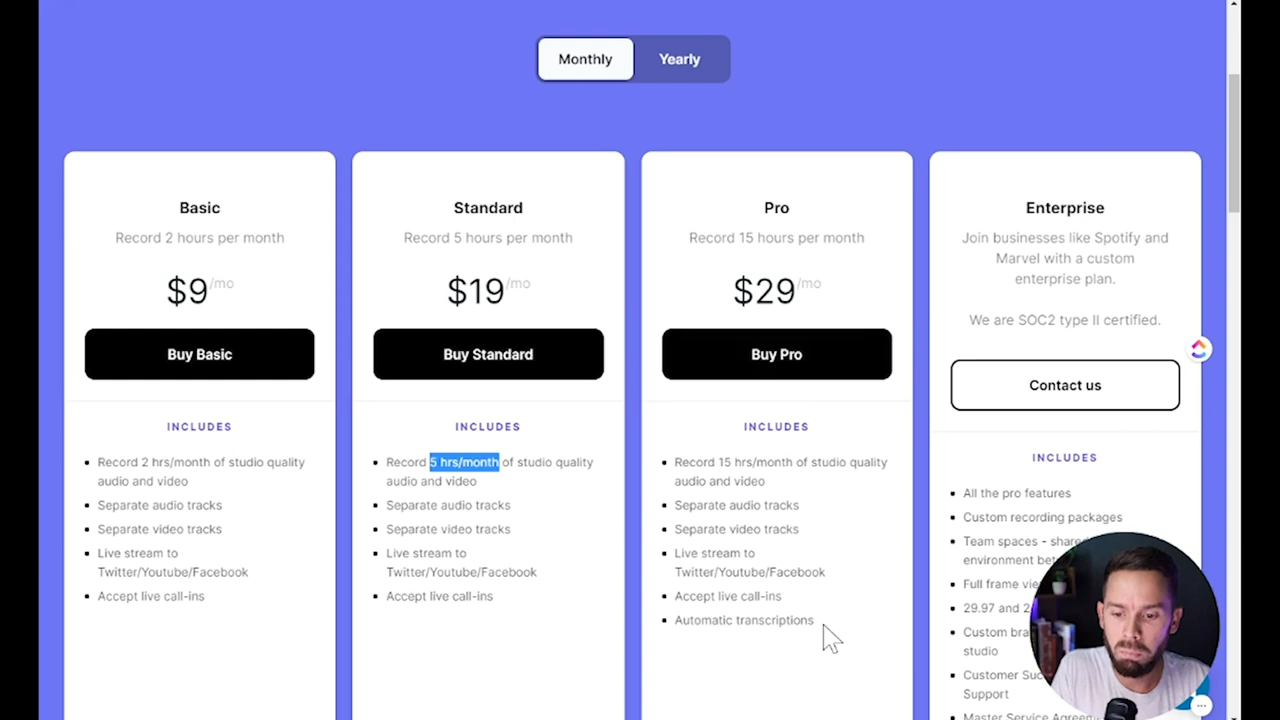 Monthly
Yearly
Basic
Record 2 hours per month
$9/mo
Buy Basic
INCLUDES
Record 2 hrs/month of studio quality
audio and video
Separate audio tracks
Separate video tracks
Live stream to
Twitter/Youtube/Facebook
Accept live call-ins
Standard
Record 5 hours per month
$19/mo
Buy Standard
INCLUDES
Record 5 hrs/month of studio quality
audio and video
Separate audio tracks
Separate video tracks
Live stream to
Twitter/Youtube/Facebook
Accept live call-ins
Pro
Record 15 hours per month
$29/mo
Buy Pro
INCLUDES
Record 15 hrs/month of studio quality
audio and video
Separate audio tracks
Separate video tracks
Live stream to
Twitter/Youtube/Facebook
Accept live call-ins
Automatic transcriptions
Enterprise
Join businesses like Spotify and
Marvel with a custom
enterprise plan.
We are SOC2 type II certified.
Contact us
INCLUDES
All the pro features
Custom recording packages
Team spaces -
Full frame
29.97 and
Custom
studio
Customer
Support
Master Service